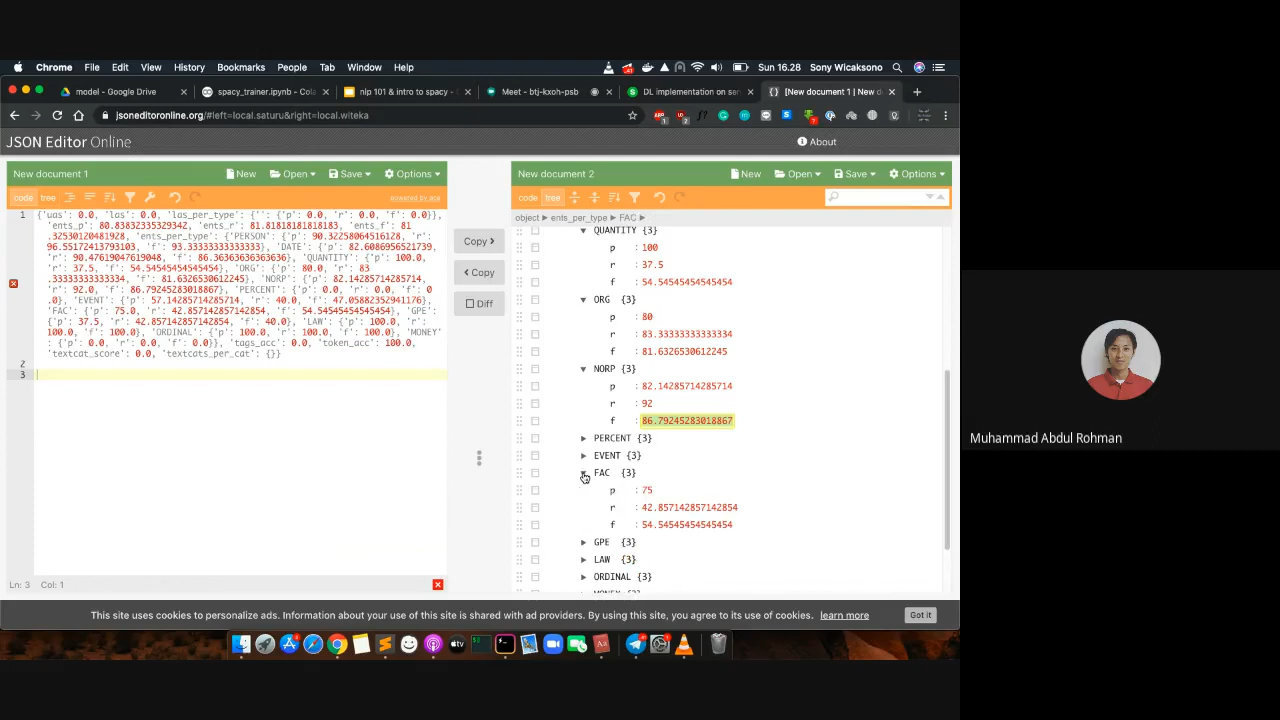 Chrome File Edit View History Bookmarks People Tab Window Help Sun 16.28 Sony Wicaksono
model - Google Drive spacy_trainer.ipynb - Cola nlp 101 & intro to spacy - G Meet - btj-kxoh-psb DL implementation on ser [New document 1 | New d
jsoneditoronline.org/#left=local.saturu&right=local.witeka
JSON Editor Online About
New document 1 New Open Save Options
New document 2 New Open Save Options
code tree powered by ace
code tree
object ents_per_type FAC
1 {'uas': 0.0, 'las': 0.0, 'las_per_type': {'': {'p': 0.0, 'r': 0.0, 'f': 0.0}},
'ents_p': 80.83832335329342, 'ents_r': 81.81818181818183, 'ents_f': 81
.32530120481928, 'ents_per_type': {'PERSON': {'p': 90.3225806451
6128, 'r':
96.55172413793103, 'f': 93.33333333333333}, 'DATE': {'p': 82.6086956521739,
'r': 90.47619047619048, 'f': 86.36363636363636}, 'QUANTITY': {'p': 100.0,
'r': 37.5, 'f': 54.54545454545454}, 'ORG': {'p': 80.0, 'r': 83
.33333333333334, 'f': 81.6326530612245}, 'NORP': {'p': 82.14285714285714,
'r': 92.0, 'f': 86.79245283018867}, 'PERCENT': {'p': 0.0, 'r': 0.0, 'f': 0
.0}, 'EVENT': {'p': 57.14285714285714, 'r': 40.0, 'f': 47.05882352941176},
'FAC': {'p': 75.0, 'r': 42.857142857142854, 'f': 54.54545454545454}, 'GPE':
{'p': 37.5, 'r': 42.857142857142854, 'f': 40.0}, 'LAW': {'p': 100.0, 'r':
100.0, 'f': 100.0}, 'ORDINAL': {'p': 100.0, 'r': 100.0, 'f': 100.0}, 'MONEY'
: {'p': 0.0, 'r': 0.0, 'f': 0.0}}, 'tags_acc': 0.0, 'token_acc': 100.0,
'textcat_score': 0.0, 'textcats_per_cat': {}}
2
3
Ln: 3 Col: 1
Copy >
< Copy
Diff
QUANTITY {3}
p : 100
r : 37.5
f : 54.54545454545454
ORG {3}
p : 80
r : 83.33333333333334
f : 81.6326530612245
NORP {3}
p : 82.14285714285714
r : 92
f : 86.79245283018867
PERCENT {3}
EVENT {3}
FAC {3}
p : 75
r : 42.857142857142854
f : 54.54545454545454
GPE {3}
LAW {3}
ORDINAL {3}
MONEY {3}
This site uses cookies to personalize ads. Information about your use of this site is shared with ad providers. By using this site, you agree to its use of cookies. learn more Got it
Muhammad Abdul Rohman